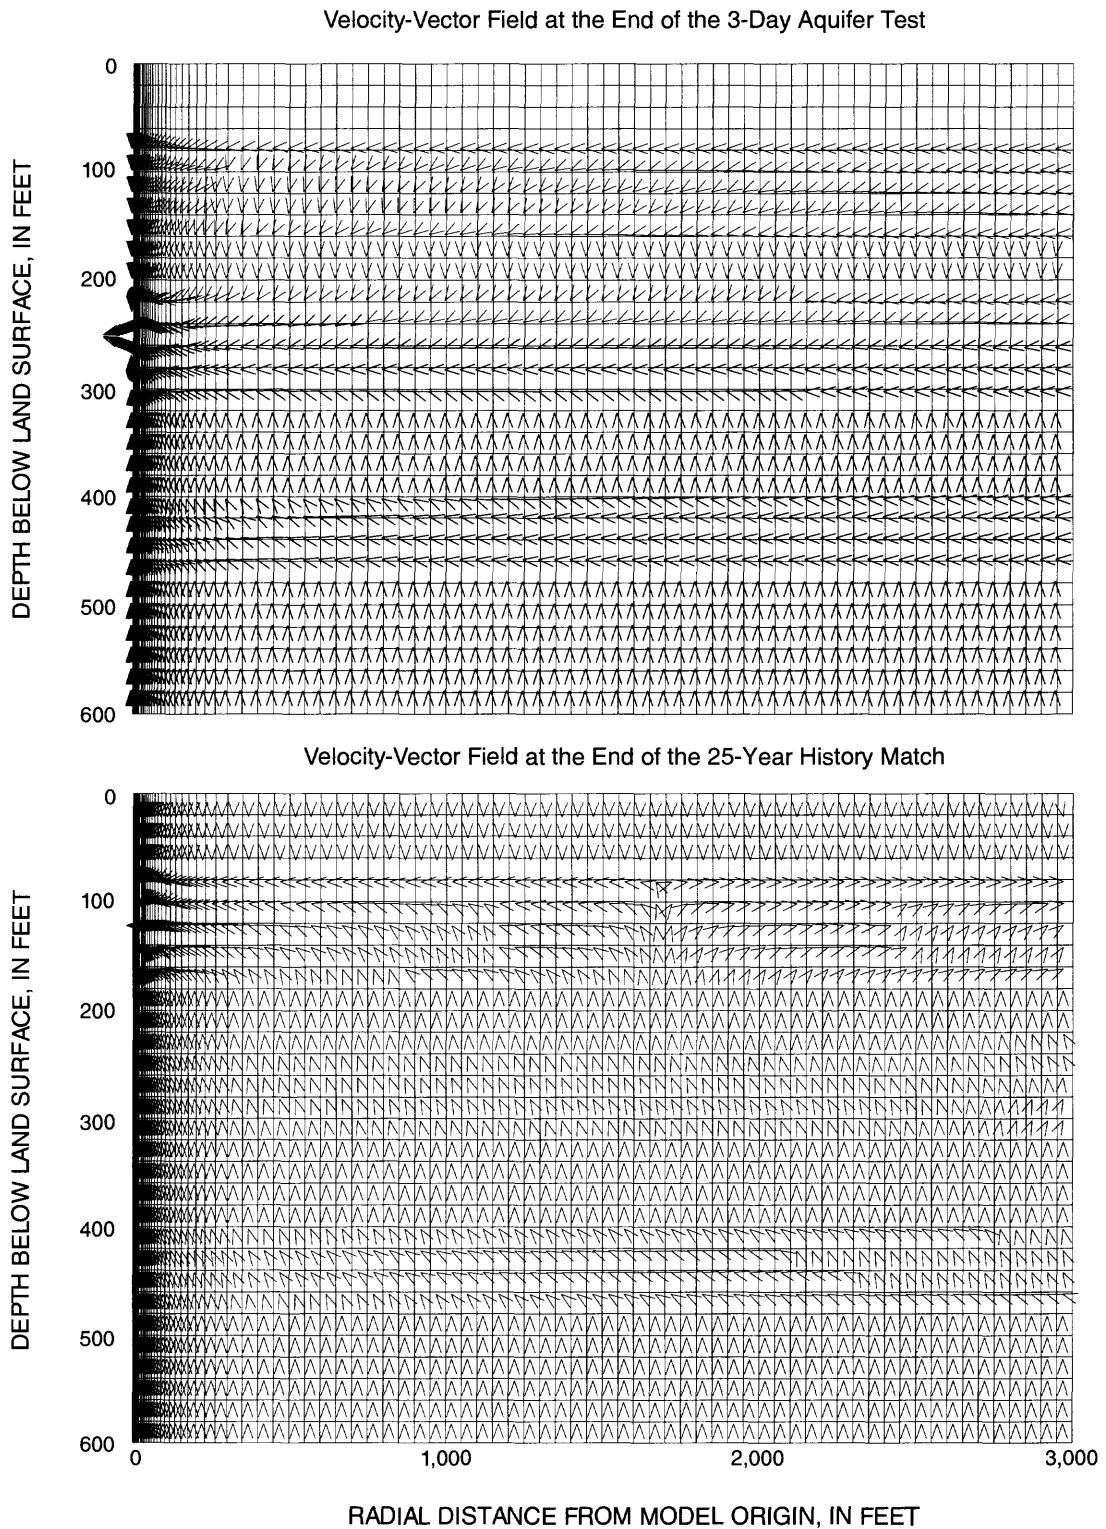 Velocity-Vector Field at the End of the 3-Day Aquifer Test
0
100
200
300
400
500
600
DEPTH BELOW LAND SURFACE, IN FEET
Velocity-Vector Field at the End of the 25-Year History Match
0
100
200
300
400
500
600
DEPTH BELOW LAND SURFACE, IN FEET
0 1,000 2,000 3,000
RADIAL DISTANCE FROM MODEL ORIGIN, IN FEET